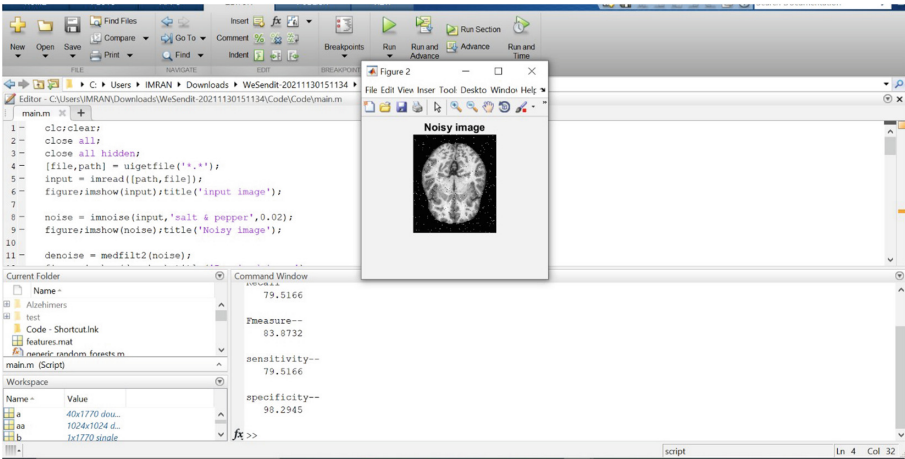 New Open Save Find Files Compare Print Go To Find Insert fx Comment % Indent Breakpoints Run Run and Advance Run Section Advance Run and Time
FILE NAVIGATE EDIT BREAKPOINTS
C: Users IMRAN Downloads WeSendit-20211130151134
Editor - C:\Users\IMRAN\Downloads\WeSendit-20211130151134\Code\Code\main.m
main.m
1 clc;clear;
2 close all;
3 close all hidden;
4 [file,path] = uigetfile('*.*');
5 input = imread([path,file]);
6 figure;imshow(input);title('input image');
7
8 noise = imnoise(input,'salt & pepper',0.02);
9 figure;imshow(noise);title('Noisy image');
10
11 denoise = medfilt2(noise);
Figure 2
File Edit View Inser Tool: Deskto Windo Help
Noisy image
Current Folder
Name
Alzehimers
test
Code - Shortcut.lnk
features.mat
generic random forests.m
main.m (Script)
Workspace
Name Value
a 40x1770 dou...
aa 1024x1024 d...
b 1x1770 single
Command Window
Recall
79.5166
Fmeasure--
83.8732
sensitivity--
79.5166
specificity--
98.2945
fx >>
script Ln 4 Col 32